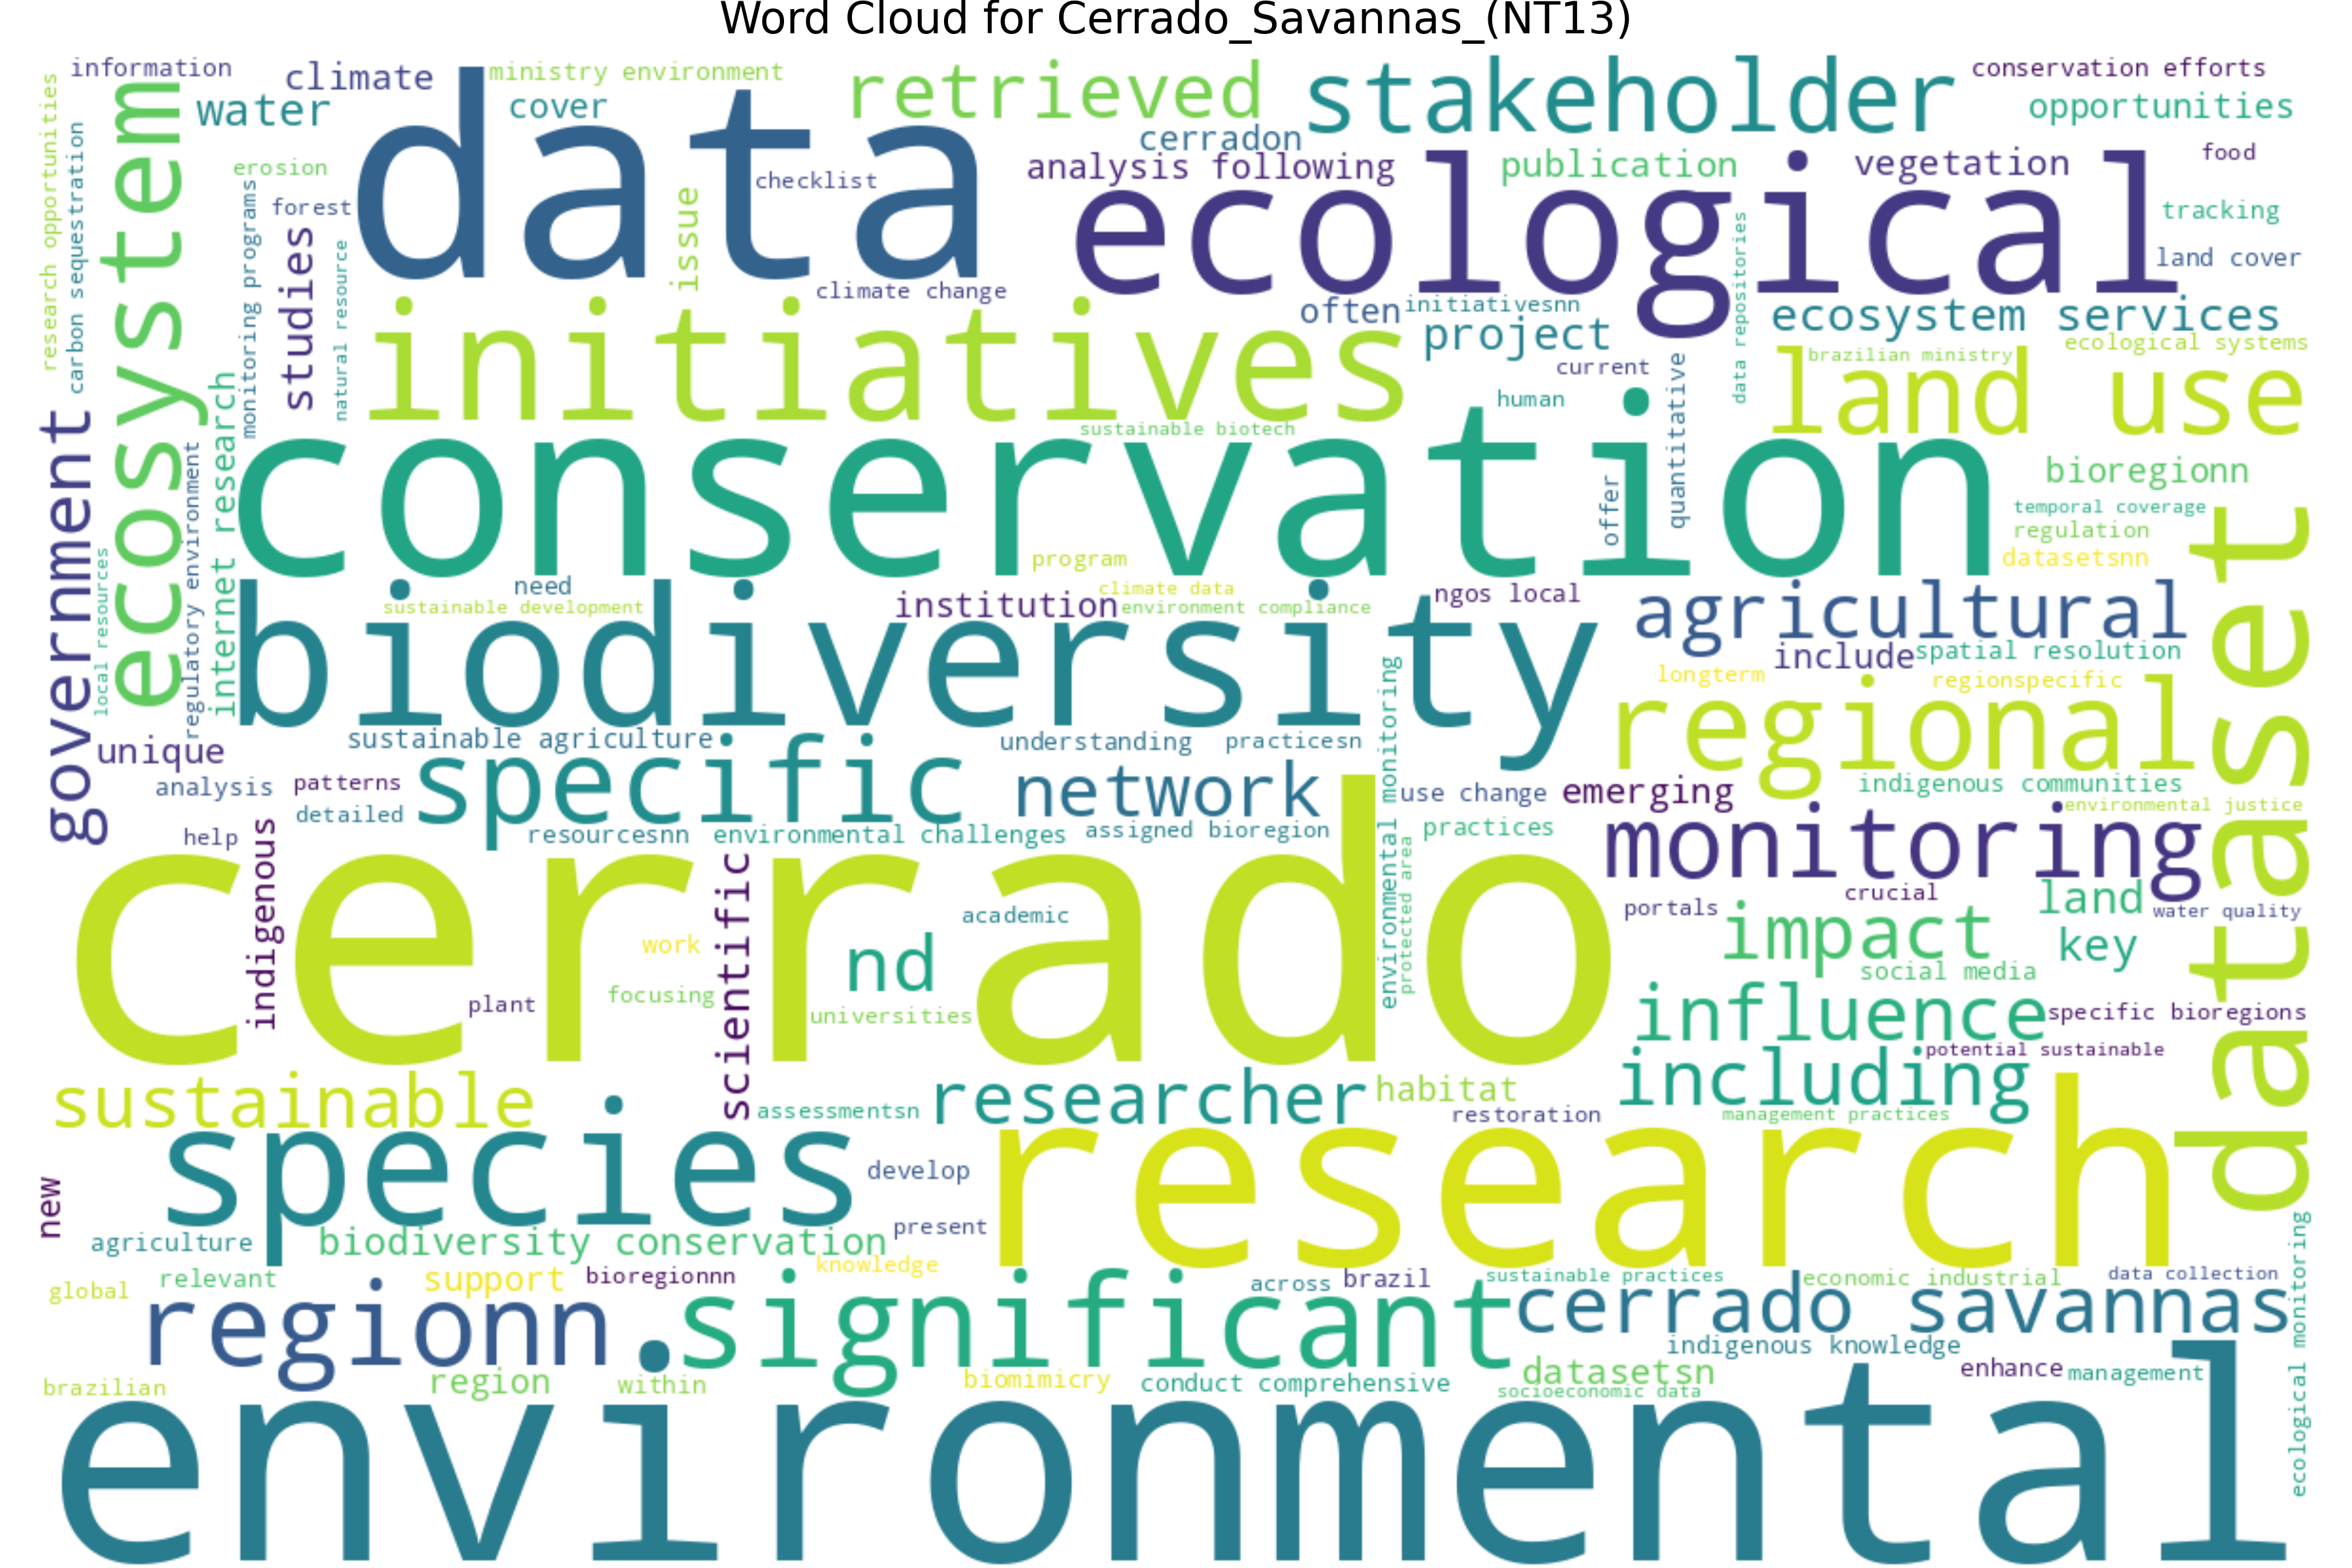 Word Cloud for Cerrado_Savannas_(NT13)
information
climate
ministry environment
retrieved
stakeholder
conservation efforts
water
cover
opportunities
data
cerradon
research opportunities
carbon sequestration
ecosystem
erosion
checklist
analysis following
publication
vegetation
food
ecological
forest
issue
tracking
monitoring programs
studies
natural resource
climate change
data repositories
land cover
often
initiativesnn
project
ecosystem services
initiatives
current
quantitative
brazilian ministry
ecological systems
land use
human
government
internet research
regulatory environment
local resources
sustainable biotech
conservation
offer
bioregionn
temporal coverage
regulation
datasetsnn
dataset
program
need
climate data
sustainable development
institution
environment compliance
ngos local
agricultural
biodiversity
include
spatial resolution
longterm
regionspecific
regional
environmental monitoring
unique
sustainable agriculture
understanding
practicesn
specific
network
analysis
patterns
detailed
use change
emerging
indigenous communities
environmental justice
help
resourcesnn
environmental challenges
assigned bioregion
practices
monitoring
cerrado
indigenous
scientific
protected area
crucial
land
portals
water quality
impact
key
academic
work
nd
social media
plant
focusing
universities
influence
specific bioregions
including
potential sustainable
sustainable
assessmentsn
researcher
habitat
restoration
management practices
species
research
new
develop
present
agriculture
biodiversity conservation
knowledge
global
relevant
support
bioregionnn
across
brazil
sustainable practices
economic industrial
data collection
ecological monitoring
regionn
significant
cerrado savannas
indigenous knowledge
brazilian
region
within
biomimicry
conduct comprehensive
datasetsn
socioeconomic data
enhance
management
environmental